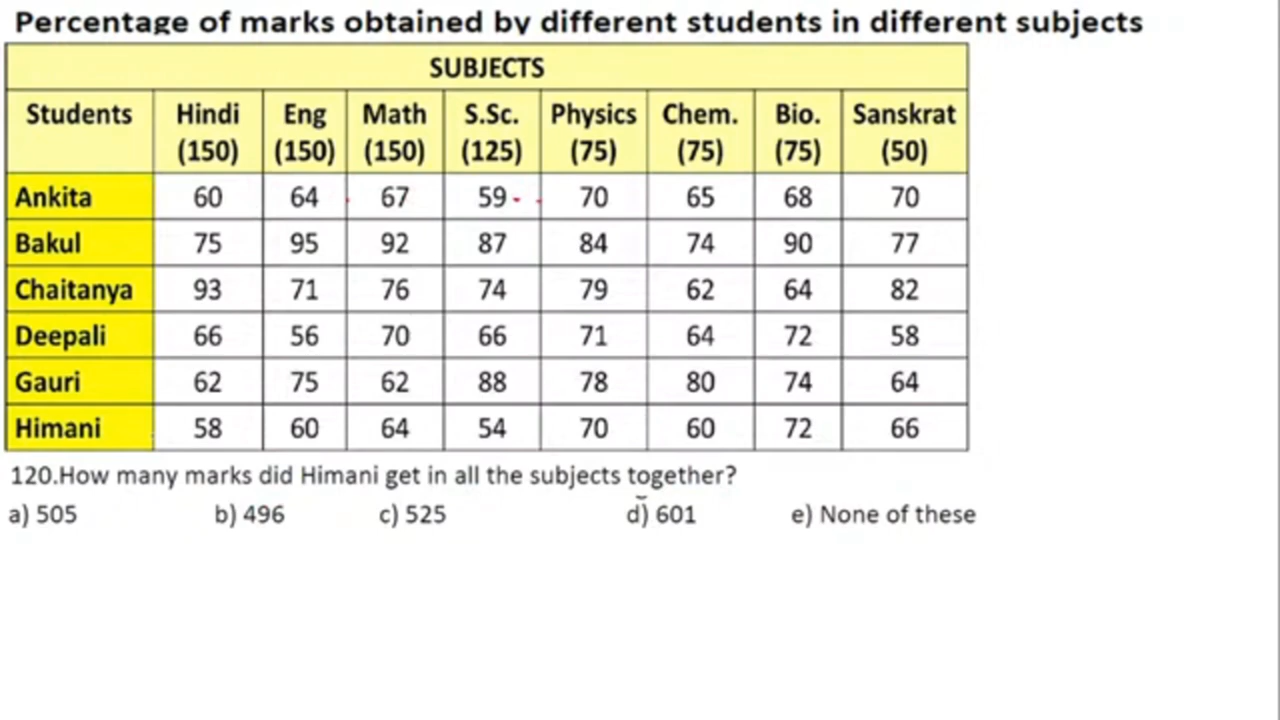 Percentage of marks obtained by different students in different subjects
SUBJECTS
Students Hindi (150) Eng (150) Math (150) S.Sc. (125) Physics (75) Chem. (75) Bio. (75) Sanskrat (50)
Ankita 60 64 67 59 70 65 68 70
Bakul 75 95 92 87 84 74 90 77
Chaitanya 93 71 76 74 79 62 64 82
Deepali 66 56 70 66 71 64 72 58
Gauri 62 75 62 88 78 80 74 64
Himani 58 60 64 54 70 60 72 66
120.How many marks did Himani get in all the subjects together?
a) 505 b) 496 c) 525 d) 601 e) None of these